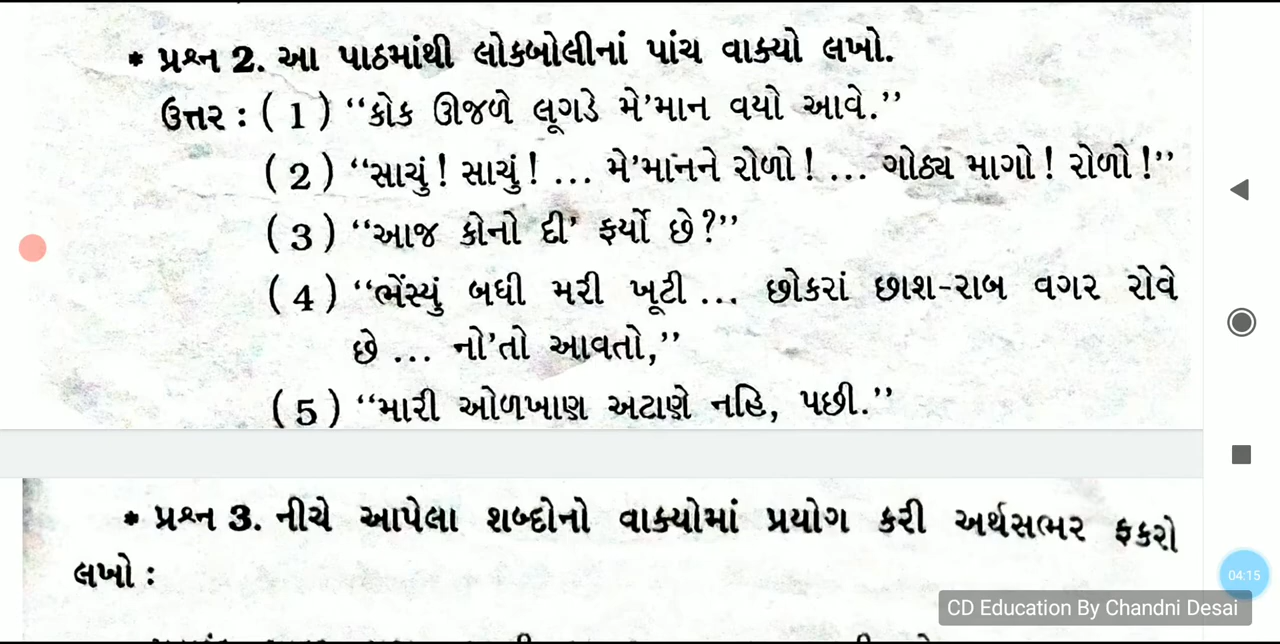 * પ્રશ્ન 2. આ પાઠમાંથી લોકબોલીનાં પાંચ વાક્યો લખો.
ઉત્તર : ( 1 ) “કોક ઊજળે લૂગડે મે’માન વયો આવે.”
( 2 ) “સાચું ! સાચું ! ... મે’માનને રોળો ! ... ગોઠ્ય માગો ! રોળો !”
( 3 ) “આજ કોનો દી’ ફર્યો છે ?”
( 4 ) “ભેંસ્યું બધી મરી ખૂટી ... છોકરાં છાશ-રાબ વગર રોવે
છે ... નો’તો આવતો,”
( 5 ) “મારી ઓળખાણ અટાણે નહિ, પછી.”
* પ્રશ્ન 3. નીચે આપેલા શબ્દોનો વાક્યોમાં પ્રયોગ કરી અર્થસભર ફકરો
લખો :
04:15
CD Education By Chandni Desai